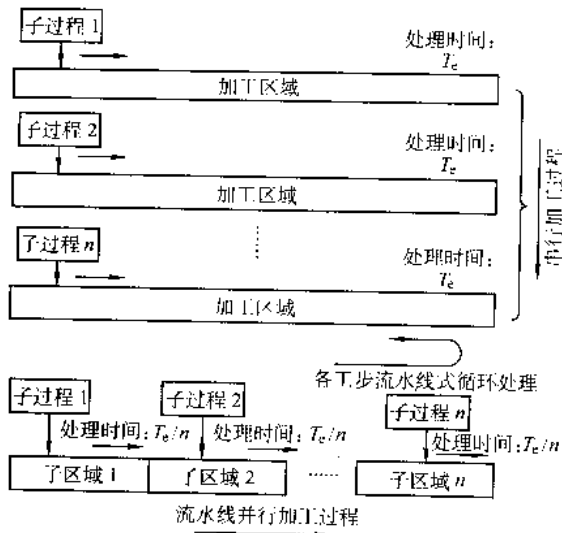 子过程 1
处理时间:
Te
加工区域
子过程 2
处理时间:
Te
加工区域
……
子过程 n
处理时间:
Te
加工区域
串行加工过程
各工步流水线式循环处理
子过程 1
子过程 2
子过程 n
处理时间:Te/n
处理时间:Te/n
处理时间:Te/n
子区域 1
子区域 2
……
子区域 n
流水线并行加工过程